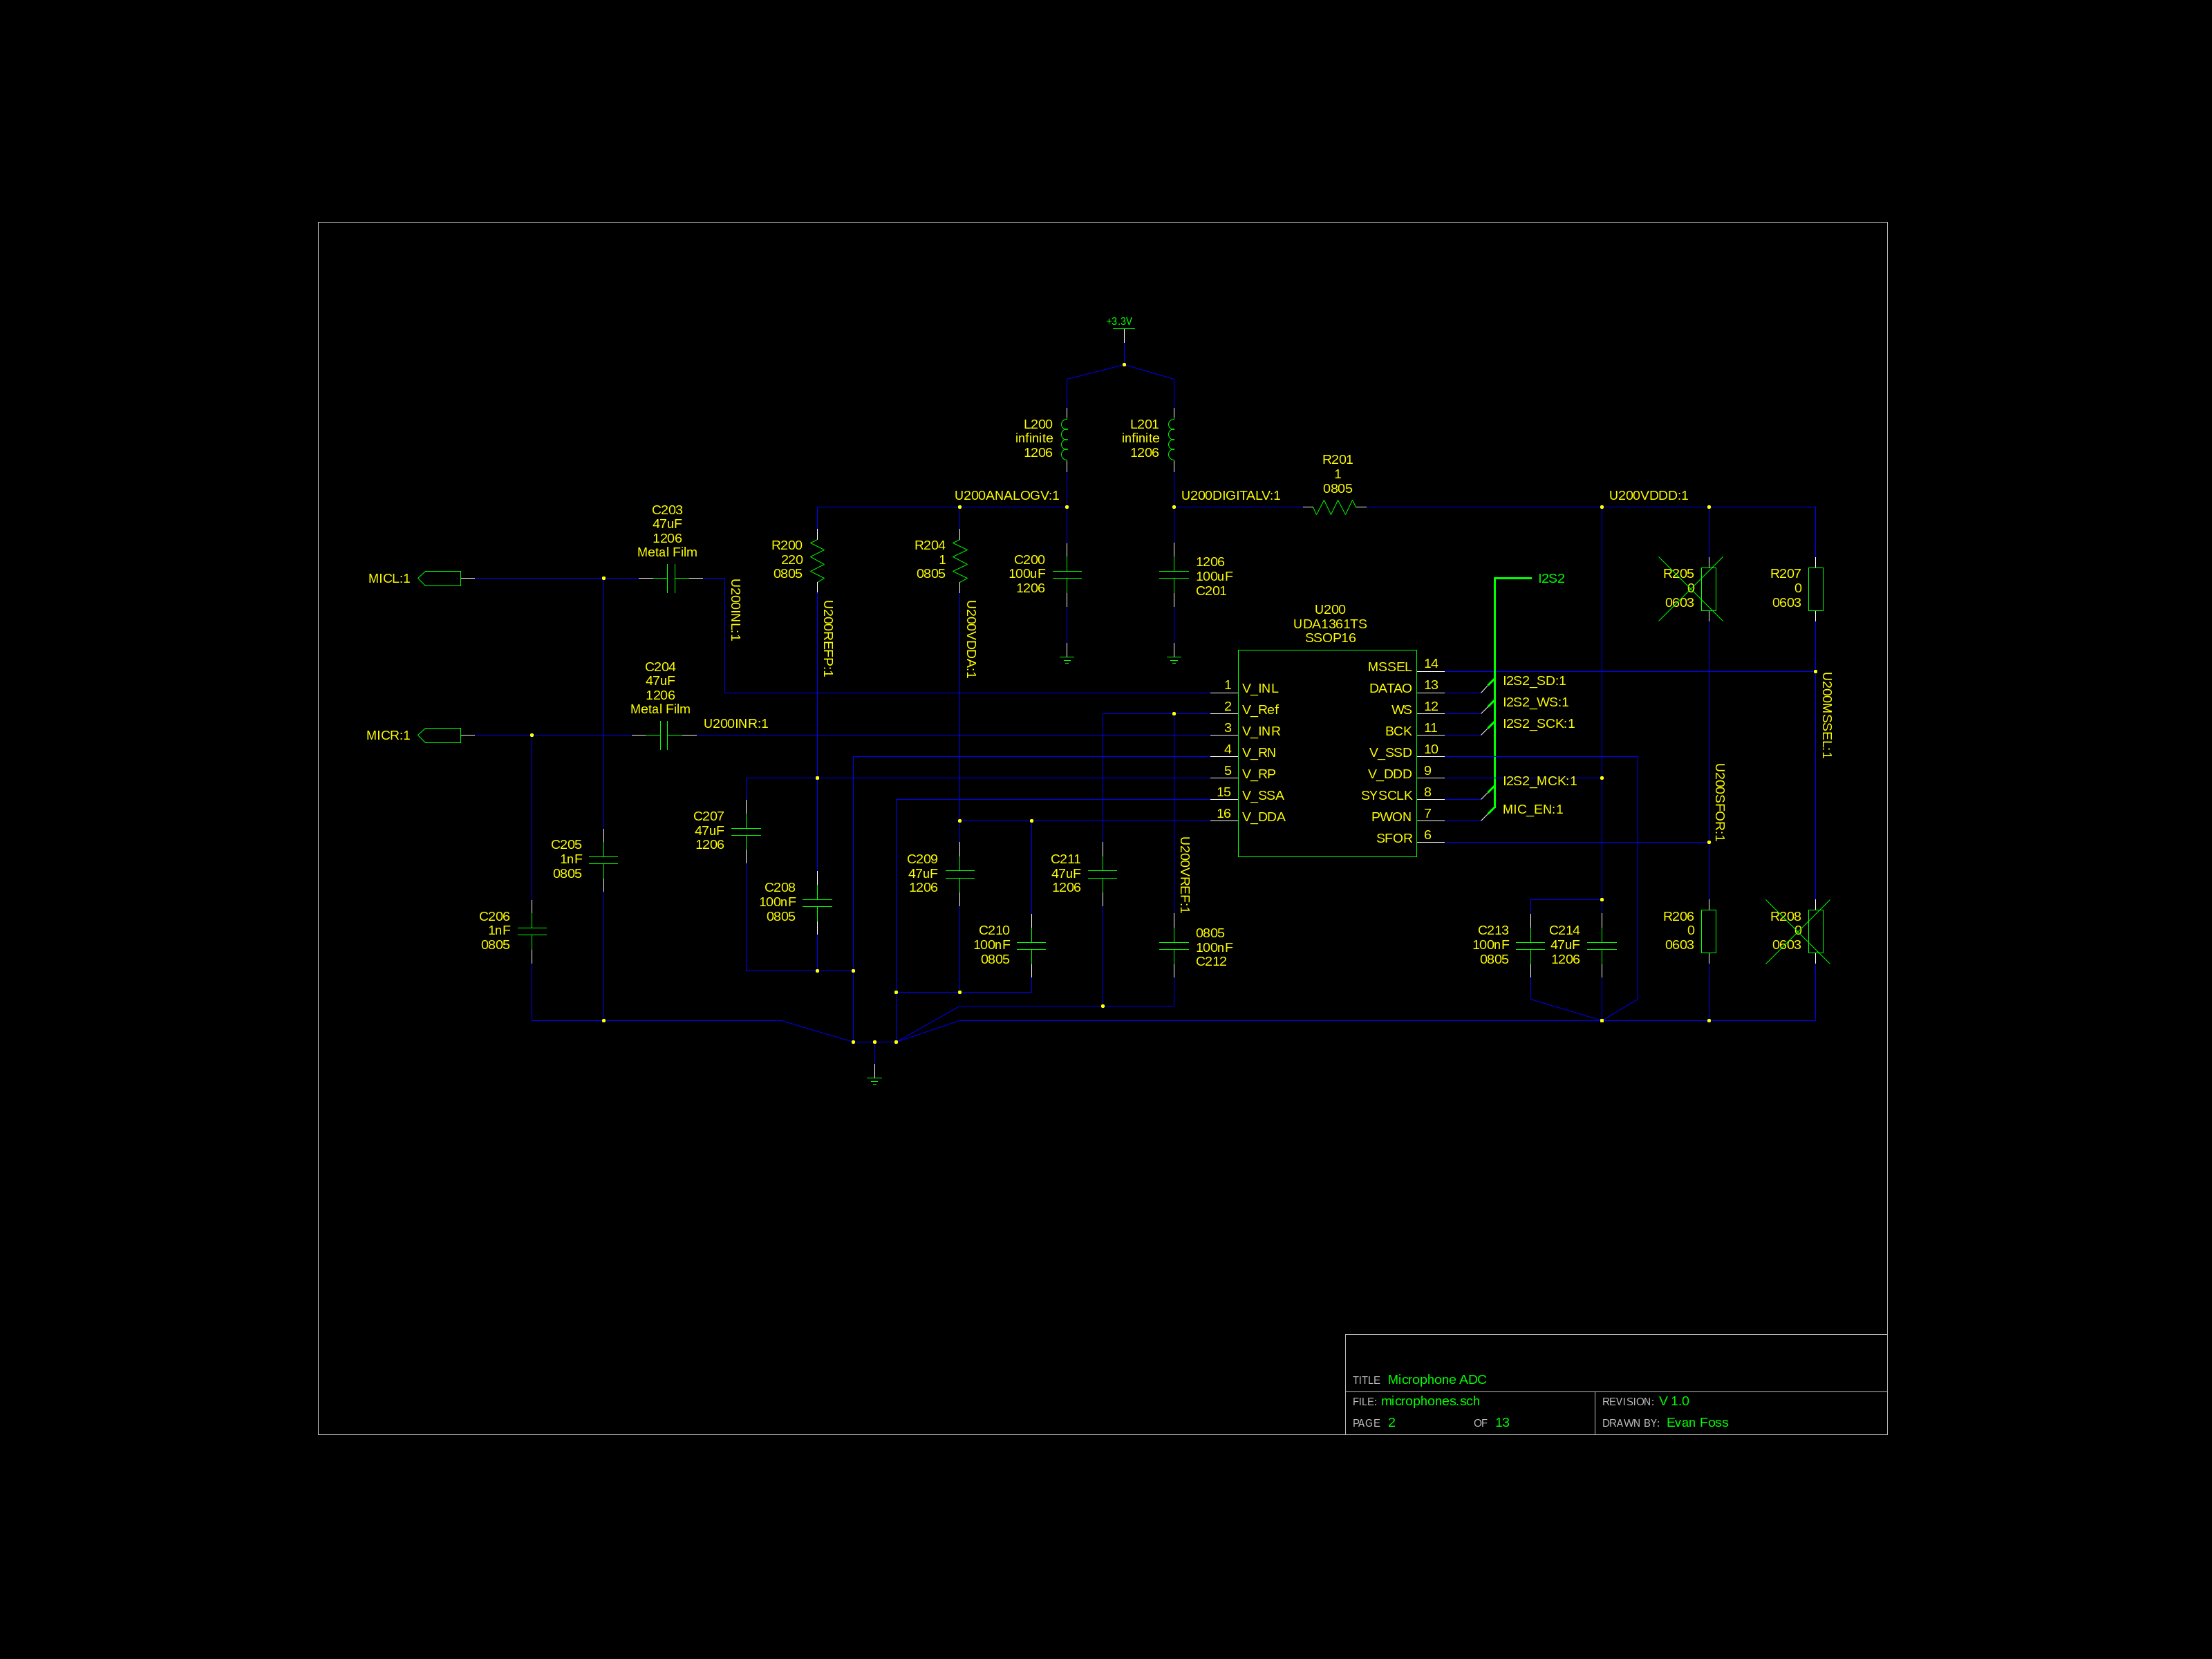 +3.3V
L200
infinite
1206
L201
infinite
1206
R201
1
0805
U200ANALOGV:1
U200DIGITALV:1
U200VDDD:1
C203
47uF
1206
Metal Film
R200
220
0805
R204
1
0805
C200
100uF
1206
1206
100uF
C201
MICL:1
U200INL:1
U200REFP:1
U200VDDA:1
I2S2
R205
0
0603
R207
0
0603
U200
UDA1361TS
SSOP16
C204
47uF
1206
Metal Film
MICR:1
U200INR:1
1 V_INL
2 V_Ref
3 V_INR
4 V_RN
5 V_RP
15 V_SSA
16 V_DDA
MSSEL 14
DATAO 13
WS 12
BCK 11
V_SSD 10
V_DDD 9
SYSCLK 8
PWON 7
SFOR 6
I2S2_SD:1
I2S2_WS:1
I2S2_SCK:1
I2S2_MCK:1
MIC_EN:1
U200MSSEL:1
U200SFOR:1
C207
47uF
1206
C205
1nF
0805
C206
1nF
0805
C208
100nF
0805
C209
47uF
1206
C210
100nF
0805
C211
47uF
1206
U200VREF:1
0805
100nF
C212
C213
100nF
0805
C214
47uF
1206
R206
0
0603
R208
0
0603
TITLE Microphone ADC
FILE: microphones.sch
REVISION: V 1.0
PAGE 2 OF 13
DRAWN BY: Evan Foss